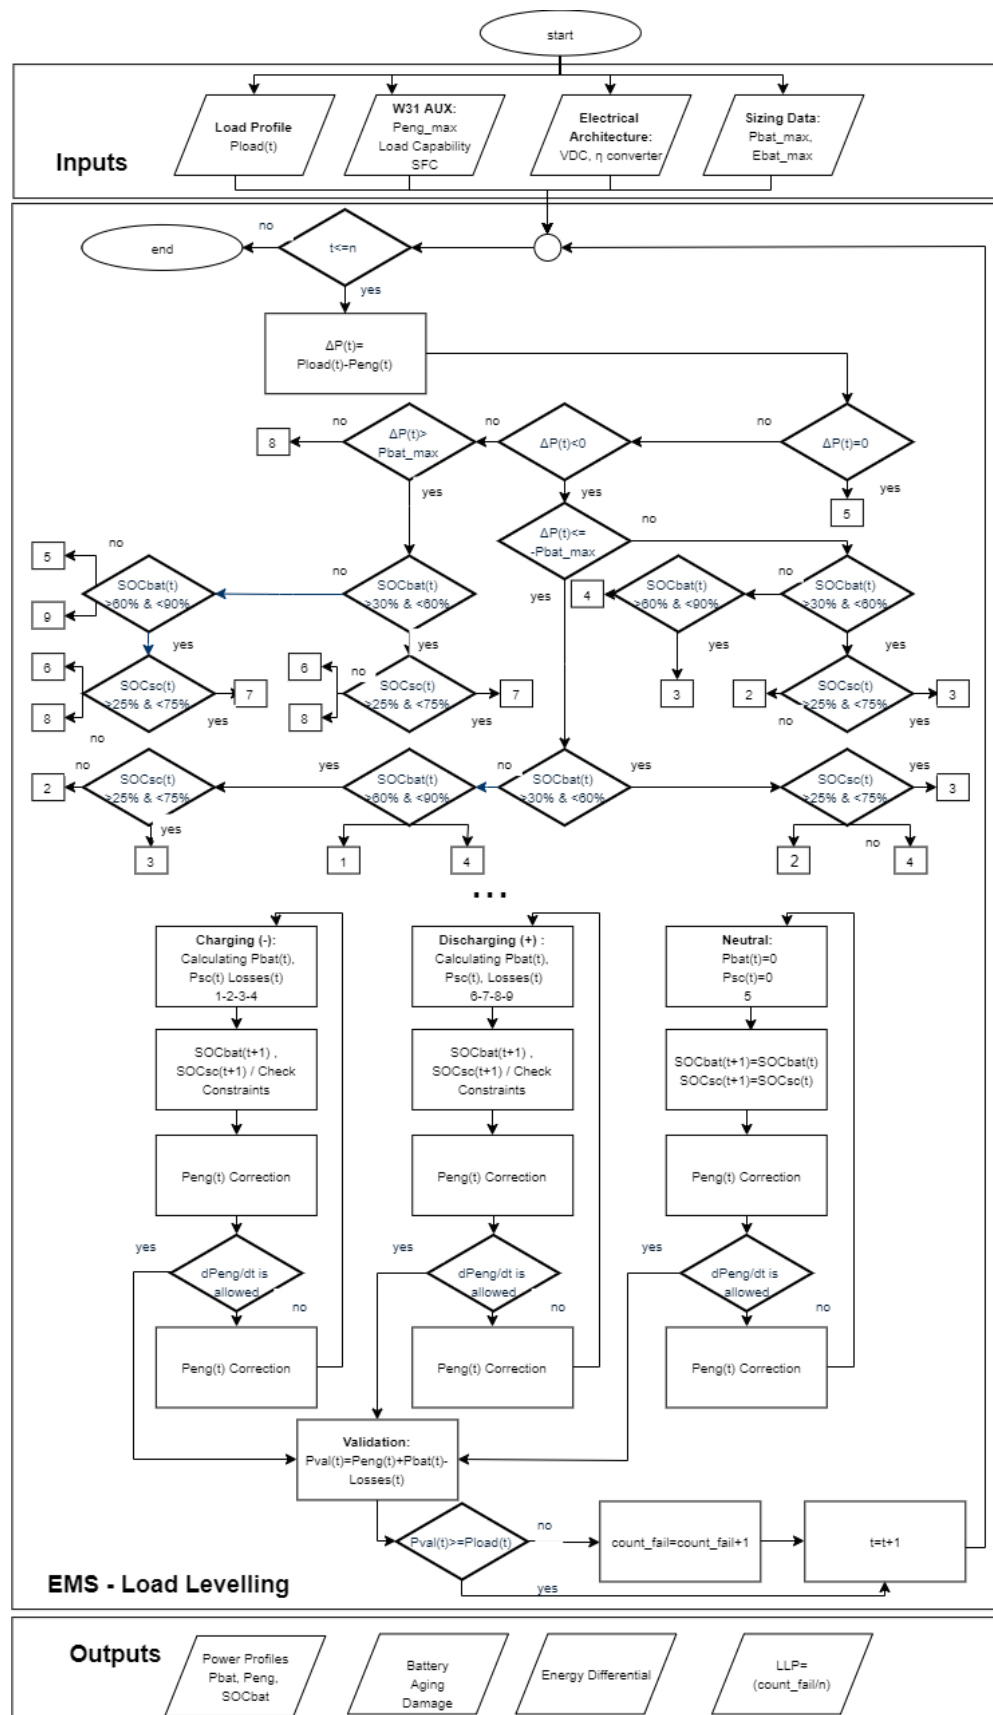 start
Inputs
Load Profile
Pload(t)
W31 AUX:
Peng_max
Load Capability
SFC
Electrical
Architecture:
VDC, η converter
Sizing Data:
Pbat_max,
Ebat_max
end
no
t<=n
yes
ΔP(t)=
Pload(t)-Peng(t)
8
no
ΔP(t)>
Pbat_max
yes
no
ΔP(t)<0
yes
no
ΔP(t)=0
yes
5
ΔP(t)<=
-Pbat_max
no
yes
5
no
9
SOCbat(t)
≥60% & <90%
yes
no
SOCbat(t)
≥30% & <60%
yes
4
SOCbat(t)
≥60% & <90%
yes
3
no
SOCbat(t)
≥30% & <60%
yes
6
8
SOCsc(t)
≥25% & <75%
yes
7
no
6
8
no
SOCsc(t)
≥25% & <75%
yes
7
2
no
SOCsc(t)
≥25% & <75%
yes
3
2
no
SOCsc(t)
≥25% & <75%
yes
3
yes
SOCbat(t)
≥60% & <90%
1
4
no
SOCbat(t)
≥30% & <60%
yes
SOCsc(t)
≥25% & <75%
yes
3
2
no
4
...
Charging (-):
Calculating Pbat(t),
Psc(t) Losses(t)
1-2-3-4
SOCbat(t+1) ,
SOCsc(t+1) / Check
Constraints
Peng(t) Correction
yes
dPeng/dt is
allowed
no
Peng(t) Correction
Discharging (+) :
Calculating Pbat(t),
Psc(t), Losses(t)
6-7-8-9
SOCbat(t+1) ,
SOCsc(t+1) / Check
Constraints
Peng(t) Correction
yes
dPeng/dt is
allowed
no
Peng(t) Correction
Neutral:
Pbat(t)=0
Psc(t)=0
5
SOCbat(t+1)=SOCbat(t)
SOCsc(t+1)=SOCsc(t)
Peng(t) Correction
yes
dPeng/dt is
allowed
no
Peng(t) Correction
Validation:
Pval(t)=Peng(t)+Pbat(t)-
Losses(t)
Pval(t)>=Pload(t)
no
yes
count_fail=count_fail+1
t=t+1
EMS - Load Levelling
Outputs
Power Profiles
Pbat, Peng,
SOCbat
Battery
Aging
Damage
Energy Differential
LLP=
(count_fail/n)